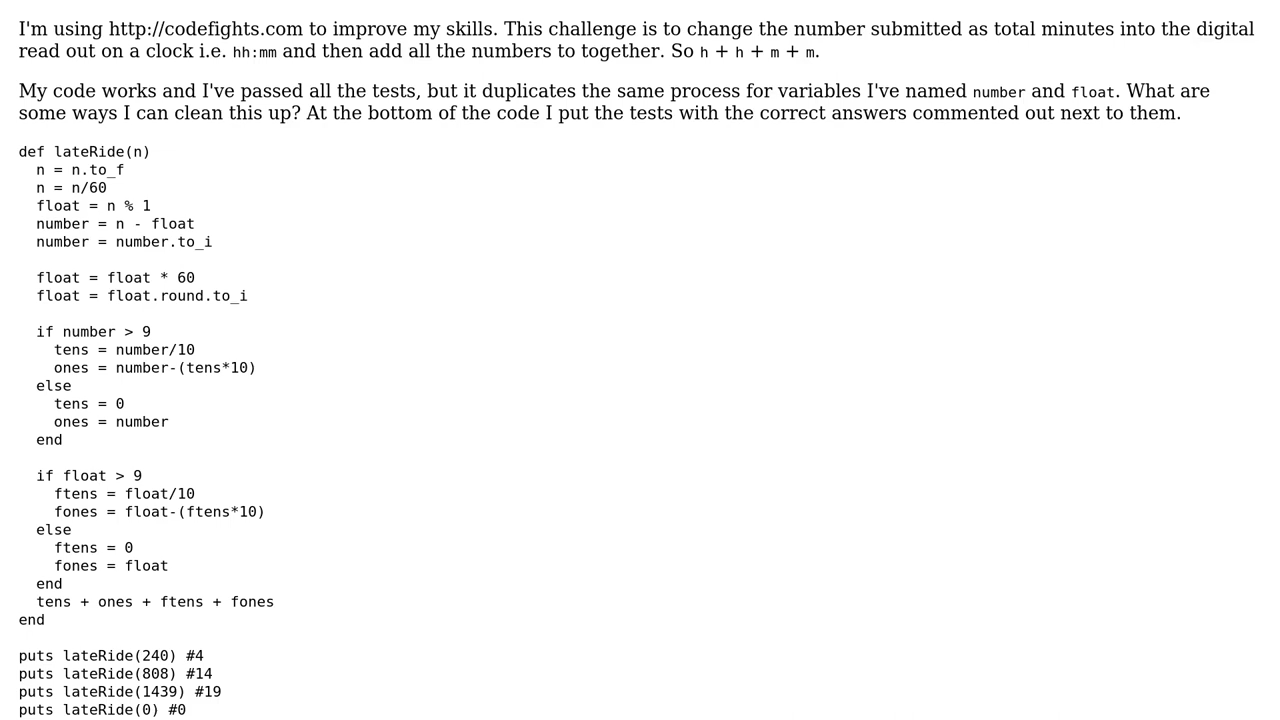 I'm using http://codefights.com to improve my skills. This challenge is to change the number submitted as total minutes into the digital
read out on a clock i.e. hh:mm and then add all the numbers to together. So h + h + m + m.
My code works and I've passed all the tests, but it duplicates the same process for variables I've named number and float. What are
some ways I can clean this up? At the bottom of the code I put the tests with the correct answers commented out next to them.
def lateRide(n)
  n = n.to_f
  n = n/60
  float = n % 1
  number = n - float
  number = number.to_i
  float = float * 60
  float = float.round.to_i
  if number > 9
    tens = number/10
    ones = number-(tens*10)
  else
    tens = 0
    ones = number
  end
  if float > 9
    ftens = float/10
    fones = float-(ftens*10)
  else
    ftens = 0
    fones = float
  end
  tens + ones + ftens + fones
end
puts lateRide(240) #4
puts lateRide(808) #14
puts lateRide(1439) #19
puts lateRide(0) #0